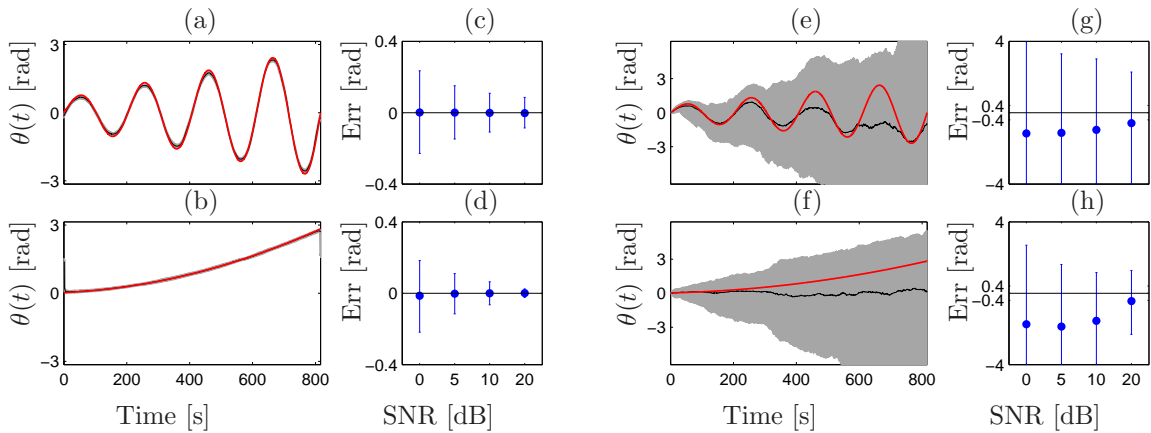 (a)
(c)
(e)
(g)
θ(t) [rad]
3
0
−3
Err [rad]
0.4
0
−0.4
θ(t) [rad]
3
0
−3
Err [rad]
4
0.4
−0.4
−4
(b)
(d)
(f)
(h)
θ(t) [rad]
3
0
−3
0 200 400 600 800
Time [s]
Err [rad]
0.4
0
−0.4
0 5 10 20
SNR [dB]
θ(t) [rad]
3
0
−3
0 200 400 600 800
Time [s]
Err [rad]
4
0.4
−0.4
−4
0 5 10 20
SNR [dB]